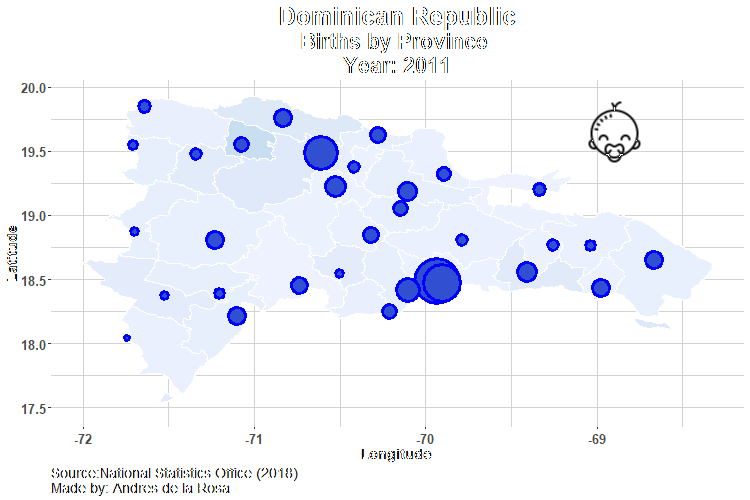 Dominican Republic
Births by Province
Year: 2011
20.0
19.5
19.0
18.5
18.0
17.5
Latitude
-72
-71
-70
-69
Longitude
Source:National Statistics Office (2018)
Made by: Andres de la Rosa